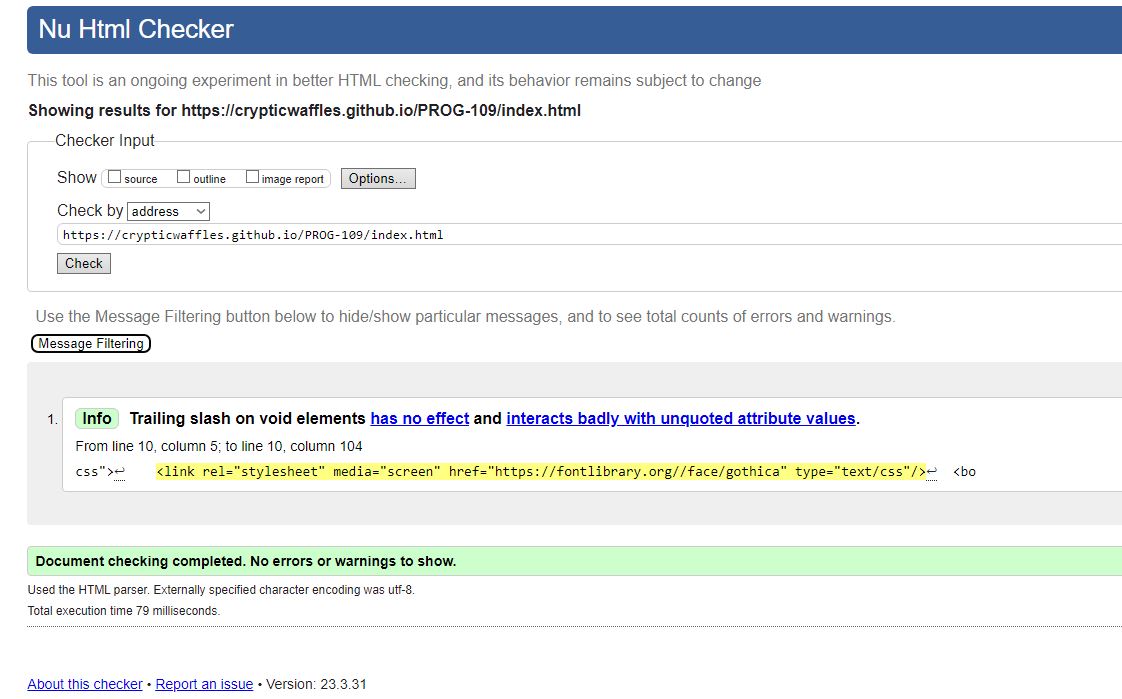 Nu Html Checker
This tool is an ongoing experiment in better HTML checking, and its behavior remains subject to change
Showing results for https://crypticwaffles.github.io/PROG-109/index.html
Checker Input
Show source outline image report Options...
Check by address
https://crypticwaffles.github.io/PROG-109/index.html
Check
Use the Message Filtering button below to hide/show particular messages, and to see total counts of errors and warnings.
Message Filtering
1. Info Trailing slash on void elements has no effect and interacts badly with unquoted attribute values.
From line 10, column 5; to line 10, column 104
css">↩ <link rel="stylesheet" media="screen" href="https://fontlibrary.org//face/gothica" type="text/css"/>↩ <bo
Document checking completed. No errors or warnings to show.
Used the HTML parser. Externally specified character encoding was utf-8.
Total execution time 79 milliseconds.
About this checker • Report an issue • Version: 23.3.31